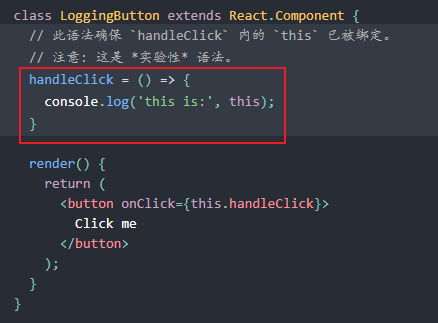 class LoggingButton extends React.Component {
  // 此语法确保 `handleClick` 内的 `this` 已被绑定。
  // 注意: 这是 *实验性* 语法。
  handleClick = () => {
    console.log('this is:', this);
  }
  render() {
    return (
      <button onClick={this.handleClick}>
        Click me
      </button>
    );
  }
}